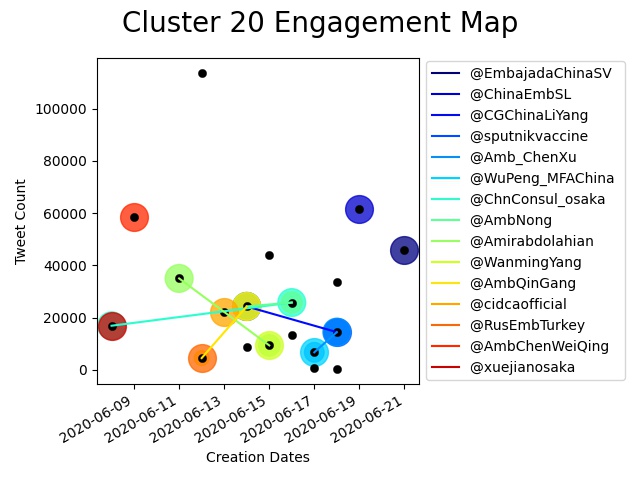 Cluster 20 Engagement Map
Tweet Count
100000
80000
60000
40000
20000
0
2020-06-09
2020-06-11
2020-06-13
2020-06-15
2020-06-17
2020-06-19
2020-06-21
Creation Dates
@EmbajadaChinaSV
@ChinaEmbSL
@CGChinaLiYang
@sputnikvaccine
@Amb_ChenXu
@WuPeng_MFAChina
@ChnConsul_osaka
@AmbNong
@Amirabdolahian
@WanmingYang
@AmbQinGang
@cidcaofficial
@RusEmbTurkey
@AmbChenWeiQing
@xuejianosaka